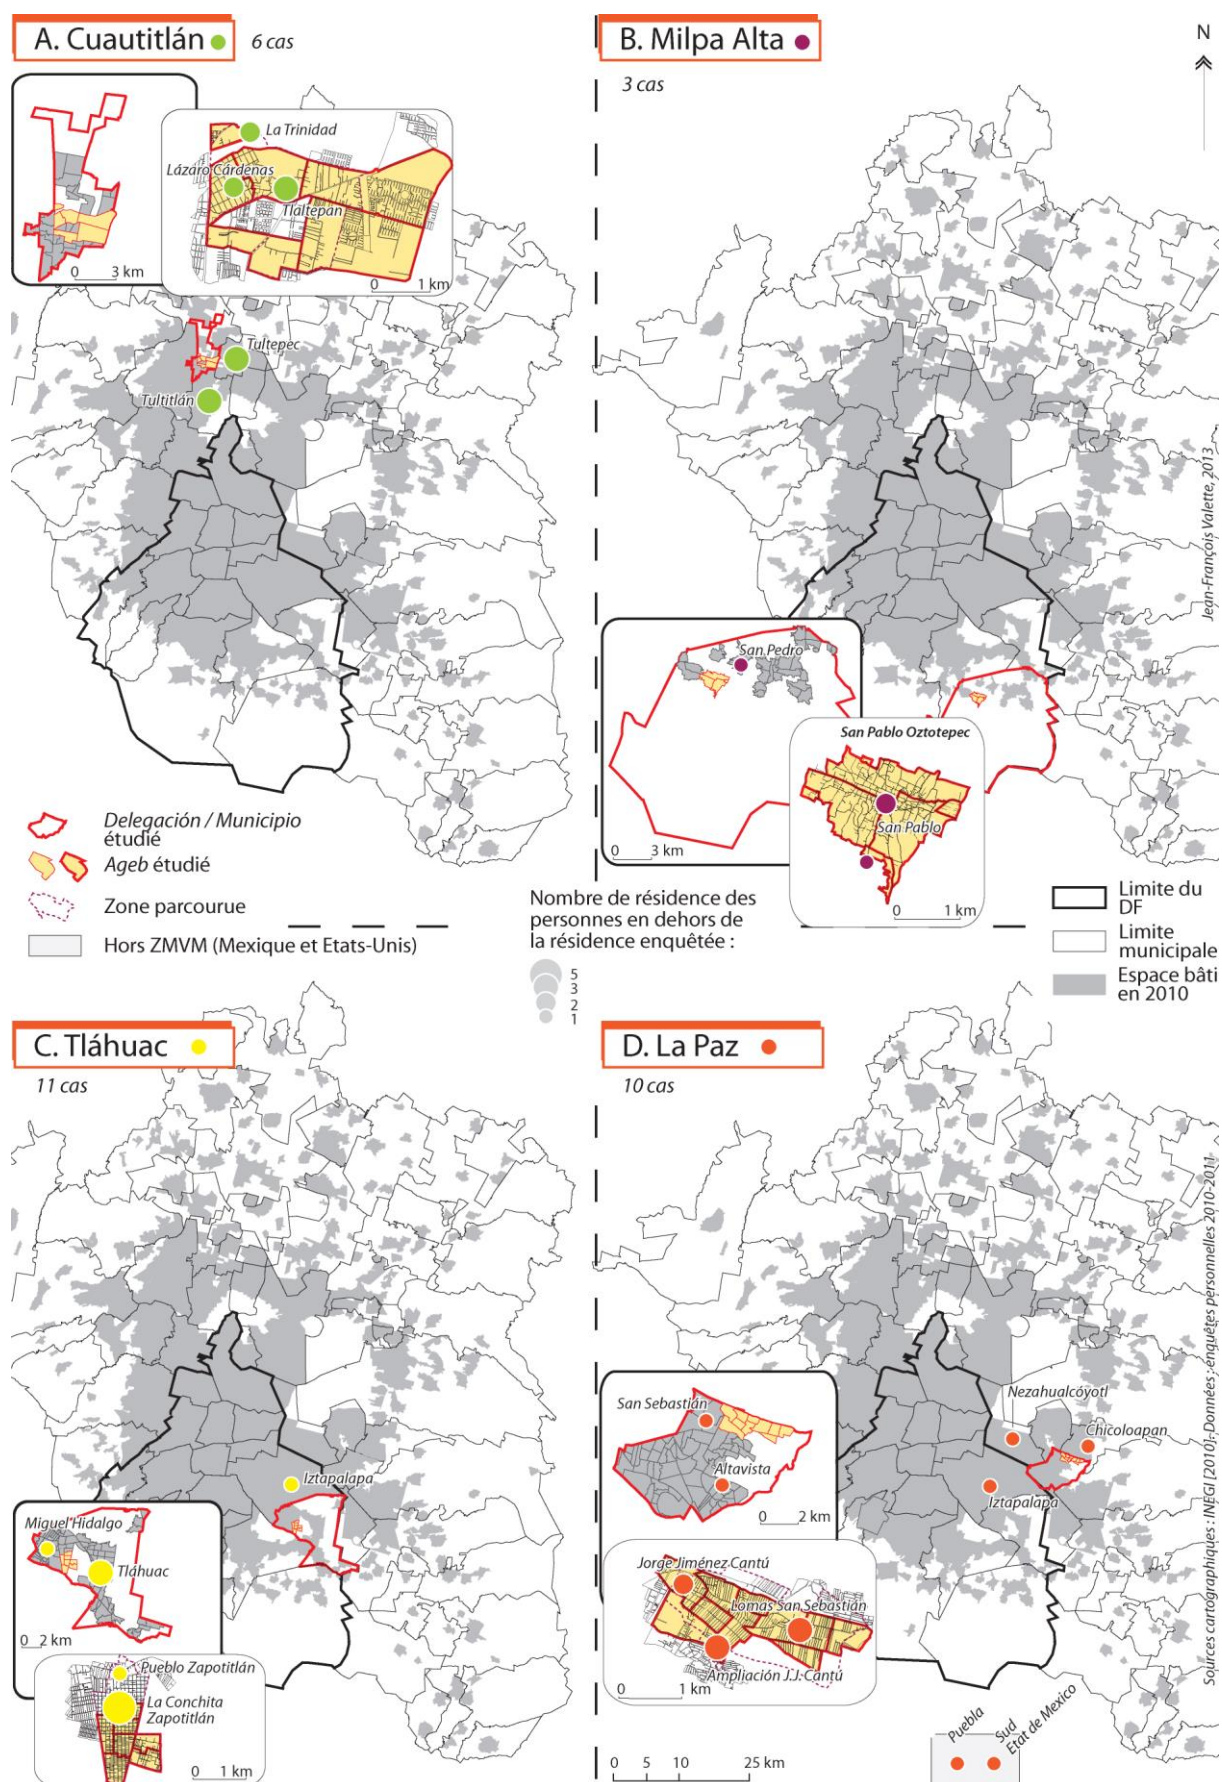 A. Cuautitlán
6 cas
La Trinidad
Lázaro Cárdenas
Tlaltepan
0 3 km
0 1 km
Tultepec
Tultitlán
B. Milpa Alta
3 cas
N
Jean-François Valette, 2013
San Pedro
0 3 km
San Pablo Oztotepec
San Pablo
0 1 km
Delegación / Municipio
étudié
Ageb étudié
Zone parcourue
Hors ZMVM (Mexique et Etats-Unis)
Nombre de résidence des
personnes en dehors de
la résidence enquêtée :
5
3
2
1
Limite du
DF
Limite
municipale
Espace bâti
en 2010
C. Tláhuac
11 cas
Iztapalapa
Miguel Hidalgo
Tláhuac
0 2 km
Pueblo Zapotitlán
La Conchita
Zapotitlán
0 1 km
D. La Paz
10 cas
Nezahualcóyotl
Chicoloapan
Iztapalapa
San Sebastián
Altavista
0 2 km
Jorge Jiménez Cantú
Lomas San Sebastián
Ampliación J.J. Cantú
0 1 km
Puebla
Sud
Etat de Mexico
0 5 10 25 km
Sources cartographiques : INEGI [2010]; Données : enquêtes personnelles 2010-2011